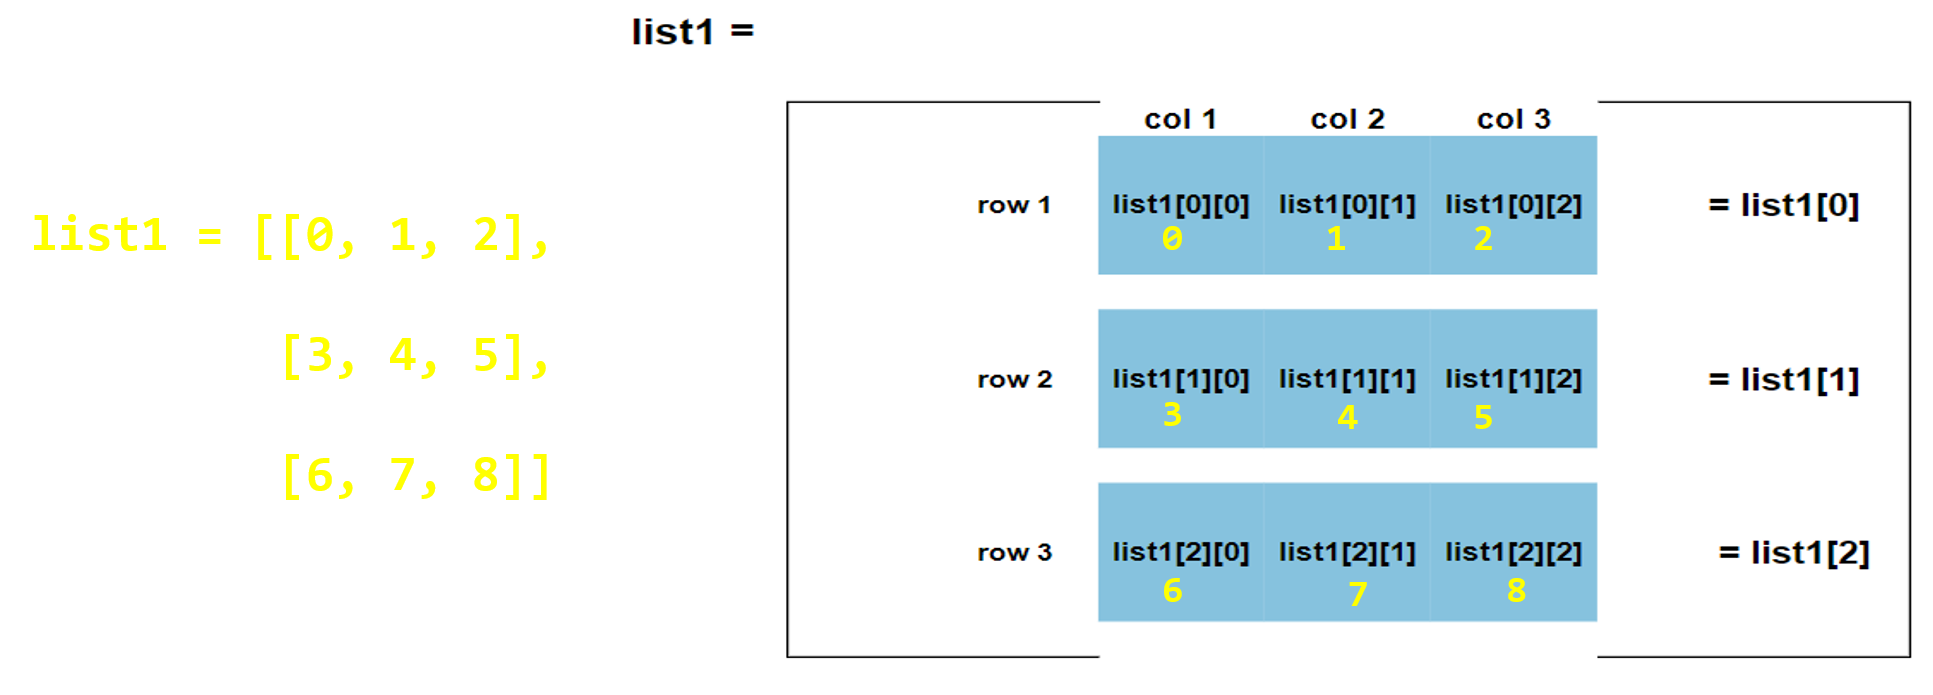 list1 =
list1 = [[0, 1, 2],
[3, 4, 5],
[6, 7, 8]]
col 1 col 2 col 3
row 1 list1[0][0] list1[0][1] list1[0][2] = list1[0]
0 1 2
row 2 list1[1][0] list1[1][1] list1[1][2] = list1[1]
3 4 5
row 3 list1[2][0] list1[2][1] list1[2][2] = list1[2]
6 7 8